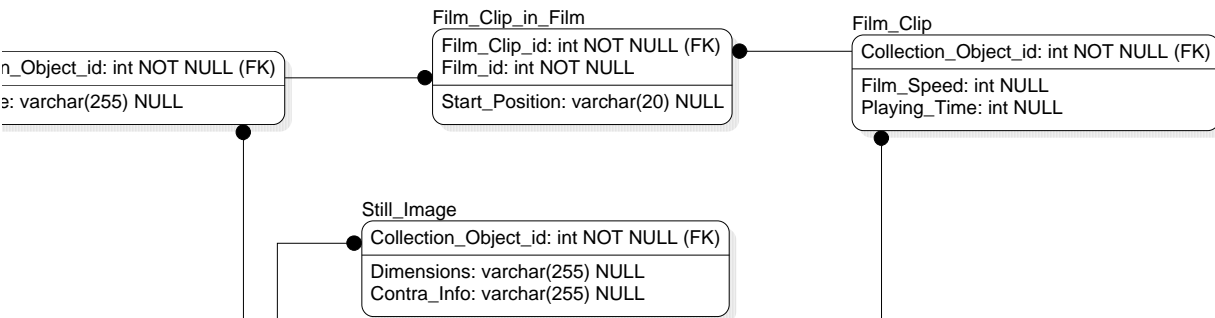 Film_Clip_in_Film
Film_Clip_id: int NOT NULL (FK)
Film_id: int NOT NULL
Start_Position: varchar(20) NULL
Film_Clip
Collection_Object_id: int NOT NULL (FK)
Film_Speed: int NULL
Playing_Time: int NULL
n_Object_id: int NOT NULL (FK)
e: varchar(255) NULL
Still_Image
Collection_Object_id: int NOT NULL (FK)
Dimensions: varchar(255) NULL
Contra_Info: varchar(255) NULL